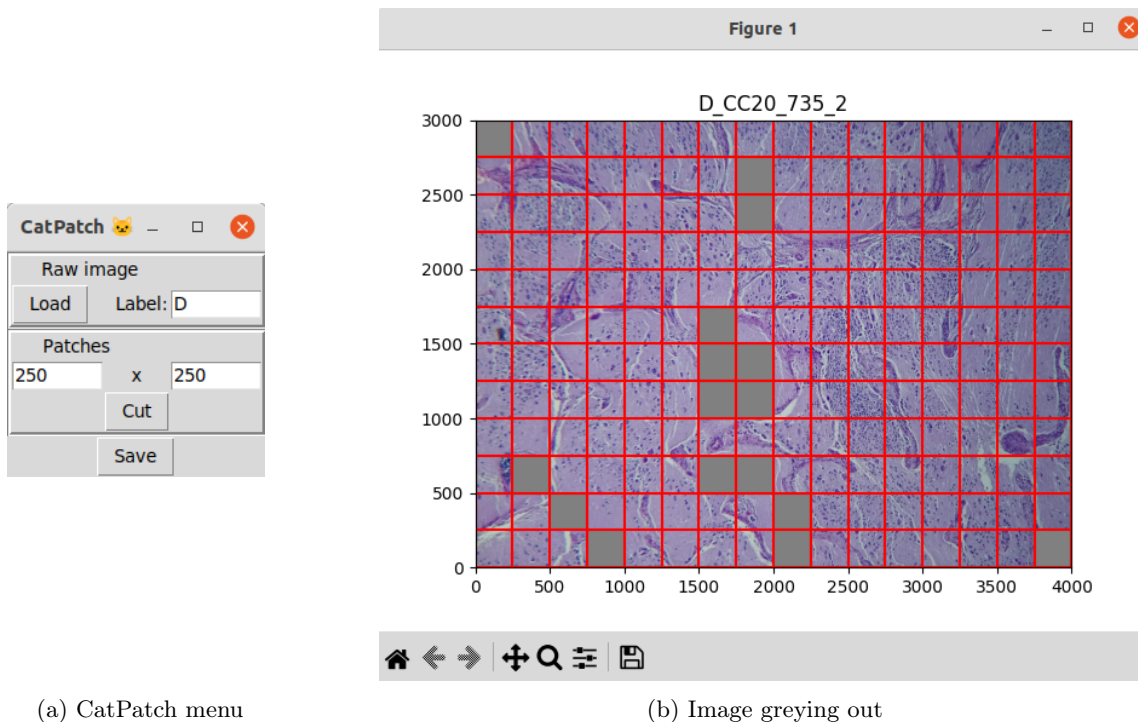 CatPatch 🐱
Raw image
Load Label: D
Patches
250 x 250
Cut
Save
(a) CatPatch menu
Figure 1
D_CC20_735_2
3000
2500
2000
1500
1000
500
0
0 500 1000 1500 2000 2500 3000 3500 4000
(b) Image greying out